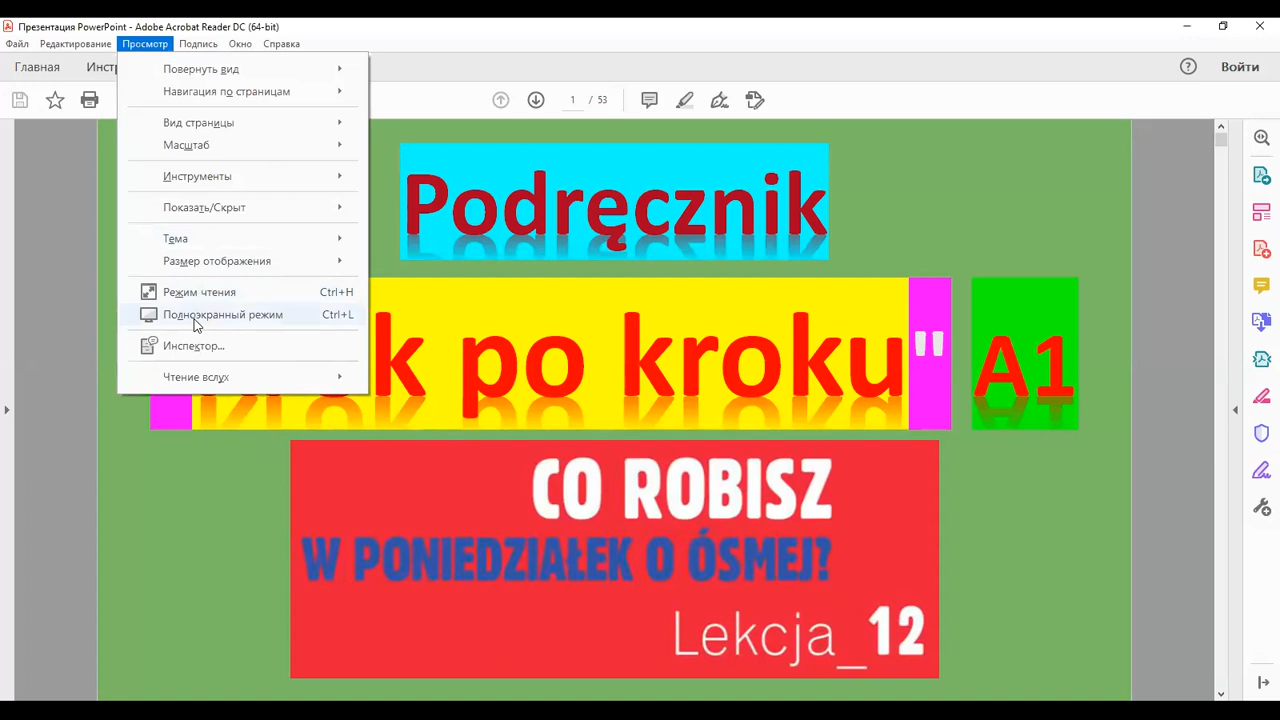 Презентация PowerPoint - Adobe Acrobat Reader DC (64-bit)
Файл Редактирование Просмотр Подпись Окно Справка
Главная Войти
1 / 53
Повернуть вид
Навигация по страницам
Вид страницы
Масштаб
Инструменты
Показать/Скрыт
Тема
Размер отображения
Режим чтения Ctrl+H
Полноэкранный режим Ctrl+L
Инспектор...
Чтение вслух
Podręcznik
po kroku" A1
CO ROBISZ
W PONIEDZIAŁEK O ÓSMEJ?
Lekcja_12